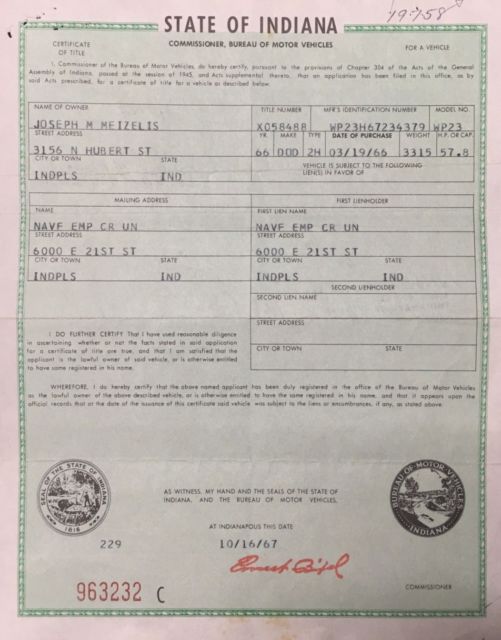 19-7-58
STATE OF INDIANA
CERTIFICATE OF TITLE
COMMISSIONER, BUREAU OF MOTOR VEHICLES
FOR A VEHICLE
I, Commissioner of the Bureau of Motor Vehicles, do hereby certify, pursuant to the provisions of Chapter 304 of the Acts of the General
Assembly of Indiana, passed at the session of 1945, and Acts supplemental thereto, that an application has been filed in this office, as by
said Acts prescribed, for a certificate of title for a vehicle as described below:
NAME OF OWNER
JOSEPH M MEIZELIS
STREET ADDRESS
3156 N HUBERT ST
CITY OR TOWN STATE
INDPLS IND
TITLE NUMBER MFR'S IDENTIFICATION NUMBER MODEL NO.
X058488 WP23H67234379 WP23
YR. MAKE TYPE DATE OF PURCHASE WEIGHT H.P. OR CAP.
66 DOD 2H 03/19/66 3315 57.8
VEHICLE IS SUBJECT TO THE FOLLOWING
LIEN(S) IN FAVOR OF
MAILING ADDRESS
NAME
NAVF EMP CR UN
STREET ADDRESS
6000 E 21ST ST
CITY OR TOWN STATE
INDPLS IND
FIRST LIENHOLDER
FIRST LIEN NAME
NAVF EMP CR UN
STREET ADDRESS
6000 E 21ST ST
CITY OR TOWN STATE
INDPLS IND
SECOND LIENHOLDER
SECOND LIEN NAME
STREET ADDRESS
CITY OR TOWN STATE
I DO FURTHER CERTIFY That I have used reasonable diligence
in ascertaining whether or not the facts stated in said application
for a certificate of title are true, and that I am satisfied that the
applicant is the lawful owner of said vehicle, or is otherwise entitled
to have same registered in his name.
WHEREFORE, I do hereby certify that the above named applicant has been duly registered in the office of the Bureau of Motor Vehicles
as the lawful owner of the above described vehicle, or is otherwise entitled to have the same registered in his name, and that it appears upon the
official records that at the date of the issuance of this certificate said vehicle was subject to the liens or encumbrances, if any, as stated above.
SEAL OF THE STATE OF INDIANA
1816
AS WITNESS, MY HAND AND THE SEALS OF THE STATE OF
INDIANA, AND THE BUREAU OF MOTOR VEHICLES,
AT INDIANAPOLIS THIS DATE
BUREAU OF MOTOR VEHICLES
INDIANA
229
10/16/67
963232 C
COMMISSIONER